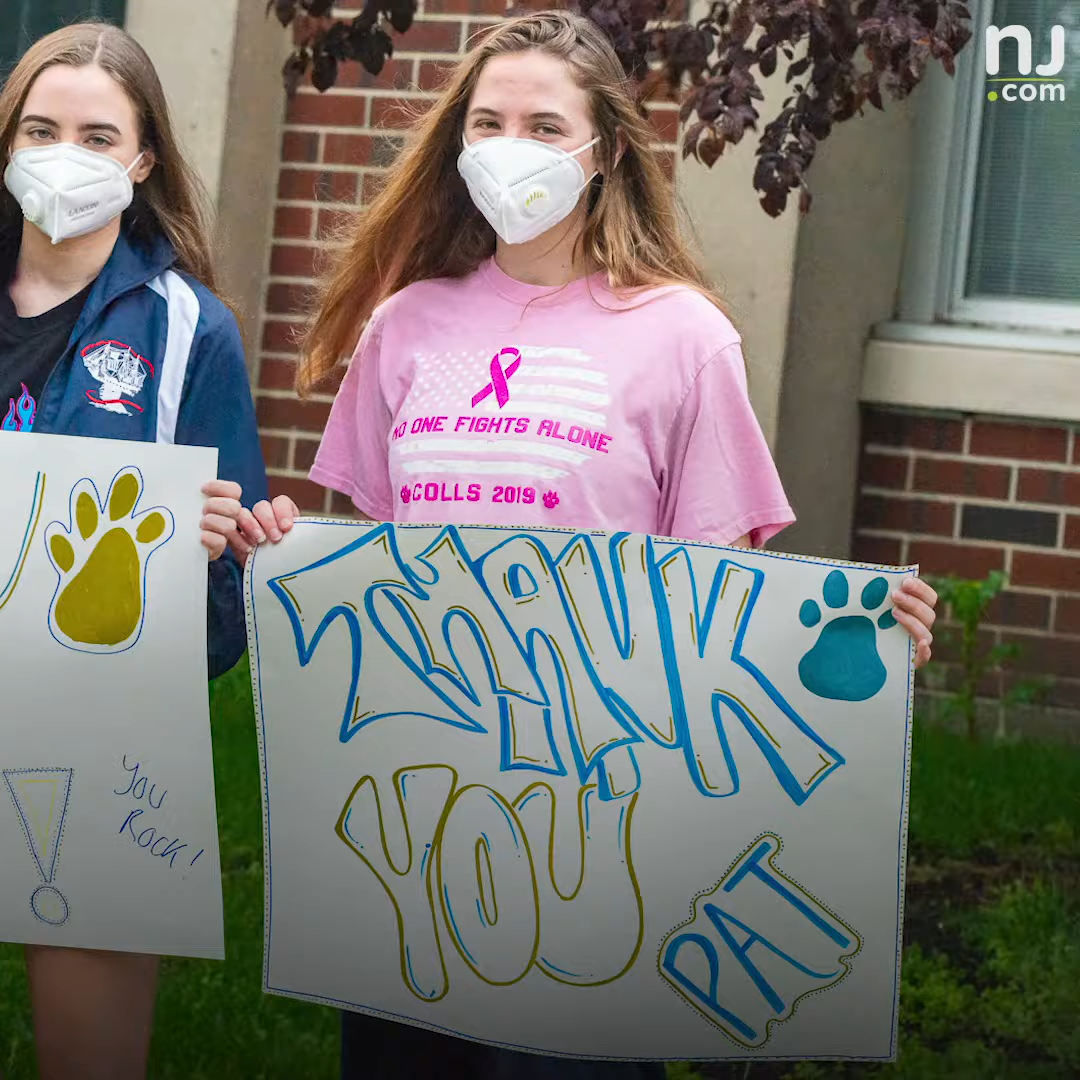 nj
.com
NO ONE FIGHTS ALONE
COLLS 2019
THANK
YOU
PAT
!
You
Rock!